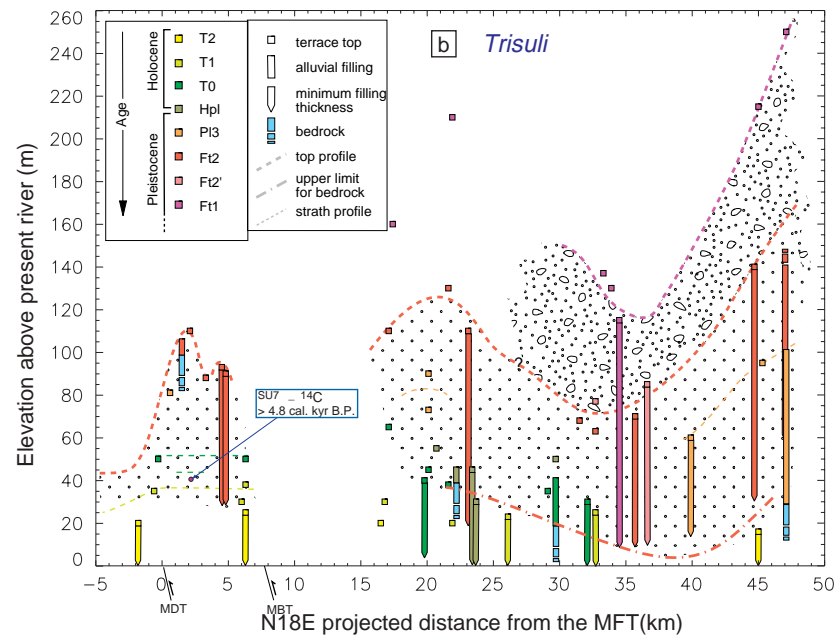 b Trisuli
Age
Holocene
Pleistocene
T2
T1
T0
Hpl
Pl3
Ft2
Ft2'
Ft1
terrace top
alluvial filling
minimum filling
thickness
bedrock
top profile
upper limit
for bedrock
strath profile
SU7 _ 14C
> 4.8 cal. kyr B.P.
Elevation above present river (m)
260
240
220
200
180
160
140
120
100
80
60
40
20
0
-5 0 5 10 15 20 25 30 35 40 45 50
MDT MBT
N18E projected distance from the MFT(km)